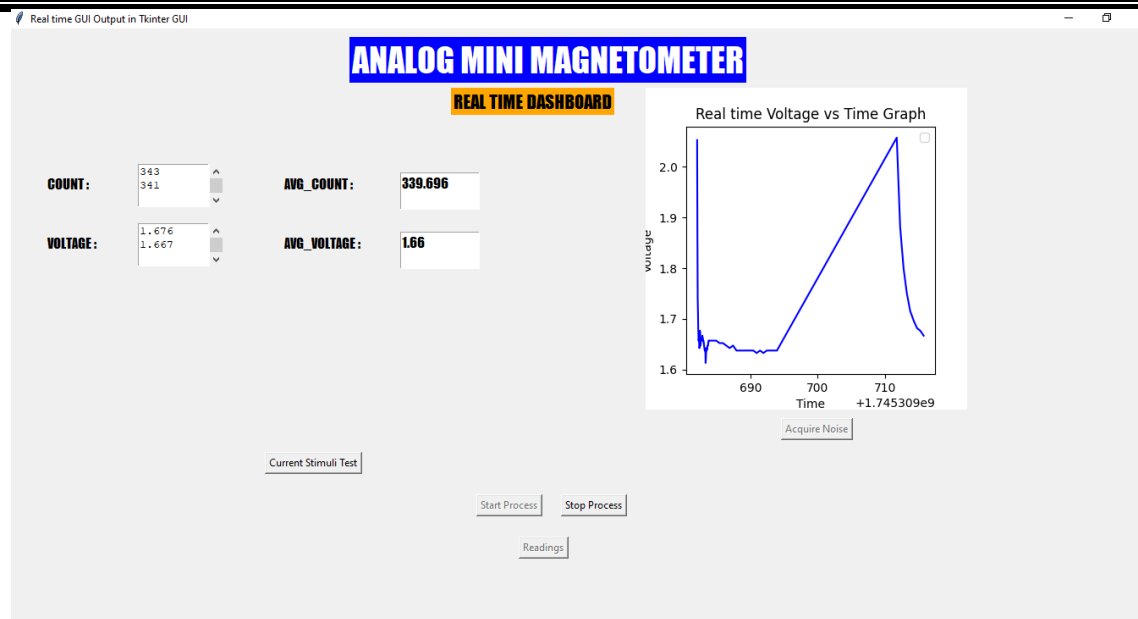 Real time GUI Output in Tkinter GUI
ANALOG MINI MAGNETOMETER
REAL TIME DASHBOARD
Real time Voltage vs Time Graph
COUNT :
343
341
AVG_COUNT :
339.696
VOLTAGE :
1.676
1.667
AVG_VOLTAGE :
1.66
Voltage
2.0
1.9
1.8
1.7
1.6
690 700 710
Time +1.745309e9
Acquire Noise
Current Stimuli Test
Start Process Stop Process
Readings